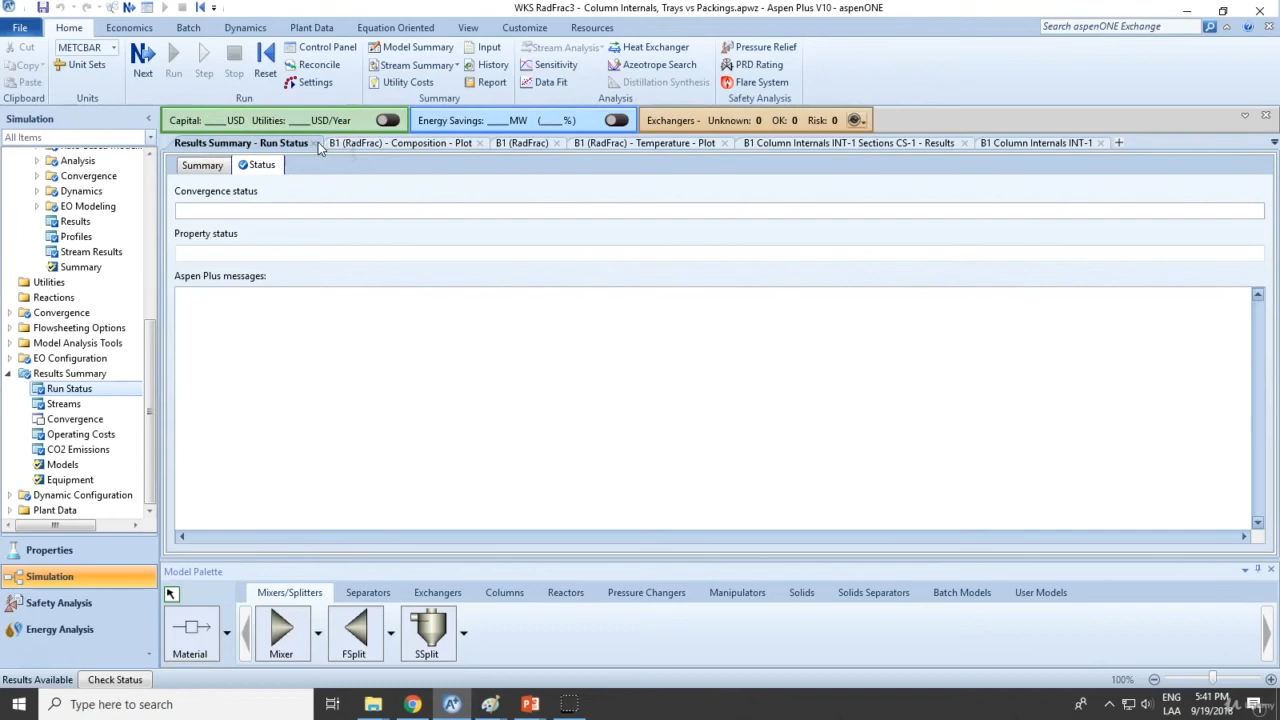 WKS RadFrac3 - Column Internals, Trays vs Packings.apwz - Aspen Plus V10 - aspenONE
File Home Economics Batch Dynamics Plant Data Equation Oriented View Customize Resources Search aspenONE Exchange
Cut METCBAR Control Panel Model Summary Input Stream Analysis Heat Exchanger Pressure Relief
Copy Unit Sets Next Run Step Stop Reset Reconcile Stream Summary History Sensitivity Azeotrope Search PRD Rating
Paste Settings Utility Costs Report Data Fit Distillation Synthesis Flare System
Clipboard Units Run Summary Analysis Safety Analysis
Simulation
Capital: ____USD Utilities: ____USD/Year Energy Savings: ____MW (____%) Exchangers - Unknown: 0 OK: 0 Risk: 0
All Items
Results Summary - Run Status B1 (RadFrac) - Composition - Plot B1 (RadFrac) B1 (RadFrac) - Temperature - Plot B1 Column Internals INT-1 Sections CS-1 - Results B1 Column Internals INT-1
Summary Status
Convergence status
Property status
Aspen Plus messages:
Analysis
Convergence
Dynamics
EO Modeling
Results
Profiles
Stream Results
Summary
Utilities
Reactions
Convergence
Flowsheeting Options
Model Analysis Tools
EO Configuration
Results Summary
Run Status
Streams
Convergence
Operating Costs
CO2 Emissions
Models
Equipment
Dynamic Configuration
Plant Data
Properties
Simulation
Safety Analysis
Energy Analysis
Model Palette
Mixers/Splitters Separators Exchangers Columns Reactors Pressure Changers Manipulators Solids Solids Separators Batch Models User Models
Material Mixer FSplit SSplit
Results Available Check Status 100%
Type here to search
ENG 5:41 PM
LAA